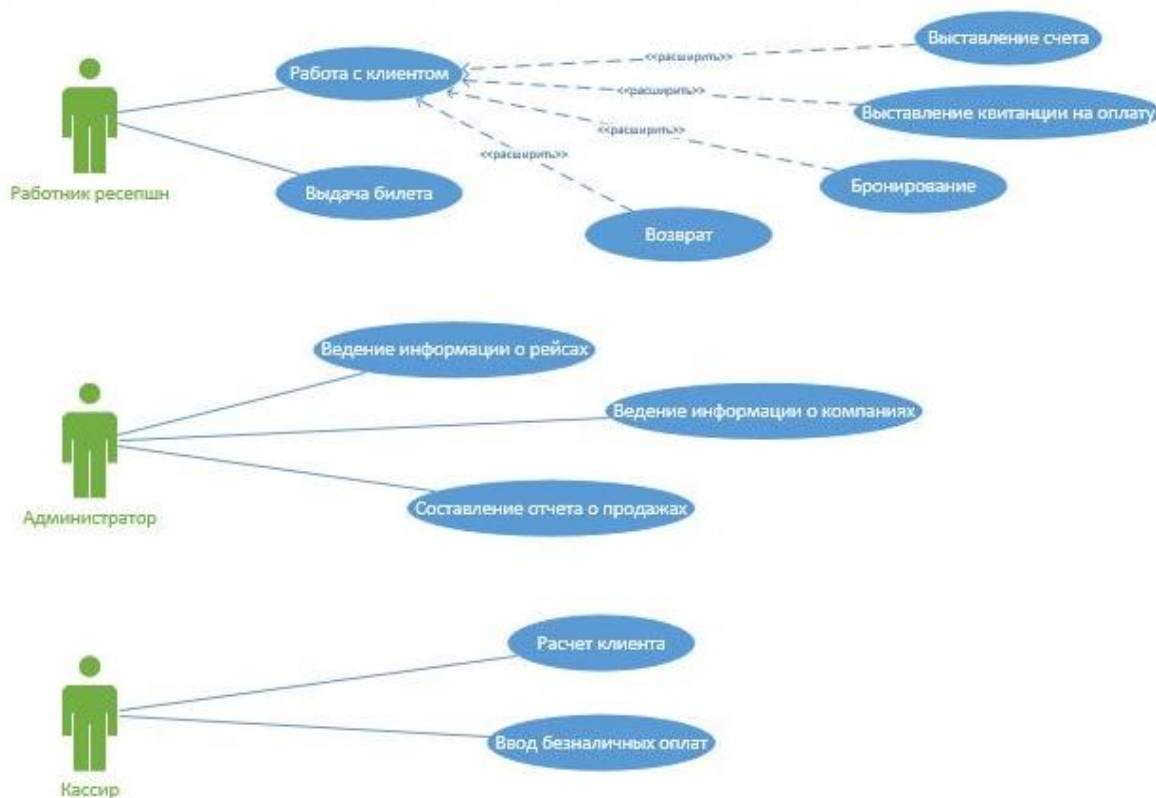 Выставление счета
<<расширить>>
Работа с клиентом
<<расширить>>
Выставление квитанции на оплату
<<расширить>>
<<расширить>>
Работник ресепшн
Выдача билета
Бронирование
Возврат
Ведение информации о рейсах
Ведение информации о компаниях
Администратор
Составление отчета о продажах
Расчет клиента
Ввод безналичных оплат
Кассир